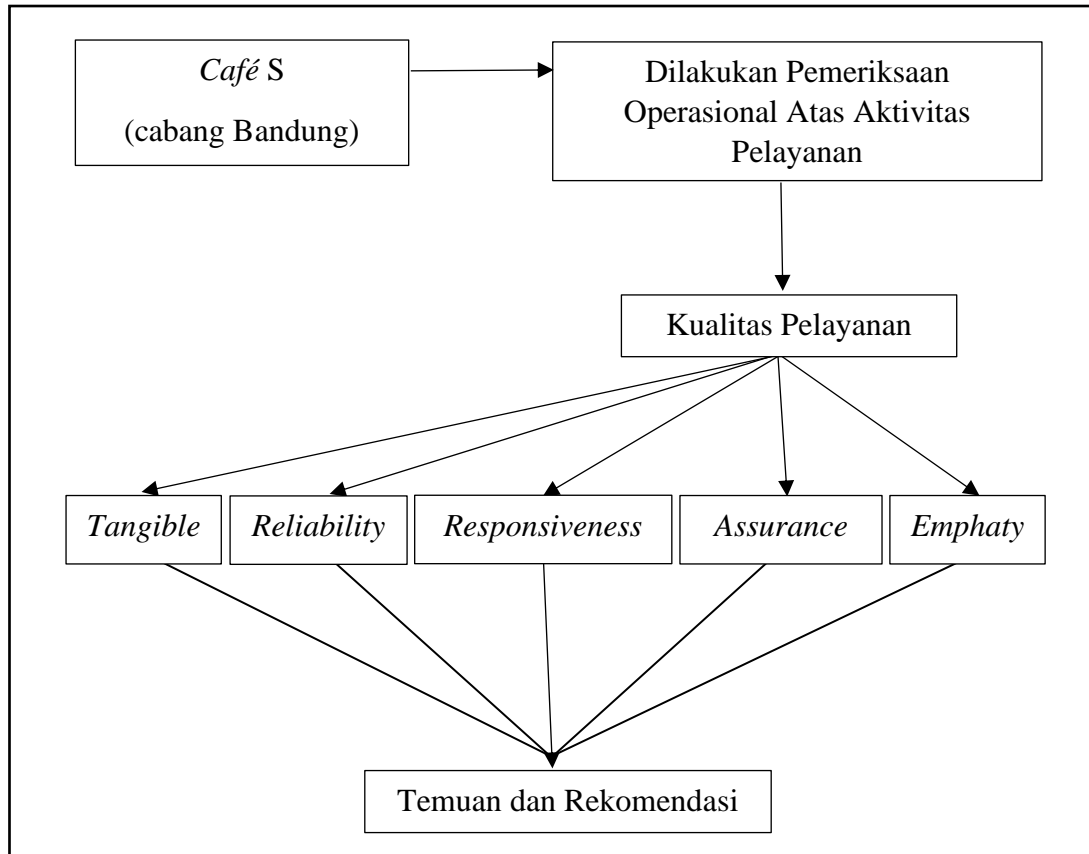 Café S
(cabang Bandung)
Dilakukan Pemeriksaan
Operasional Atas Aktivitas
Pelayanan
Kualitas Pelayanan
Tangible
Reliability
Responsiveness
Assurance
Emphaty
Temuan dan Rekomendasi